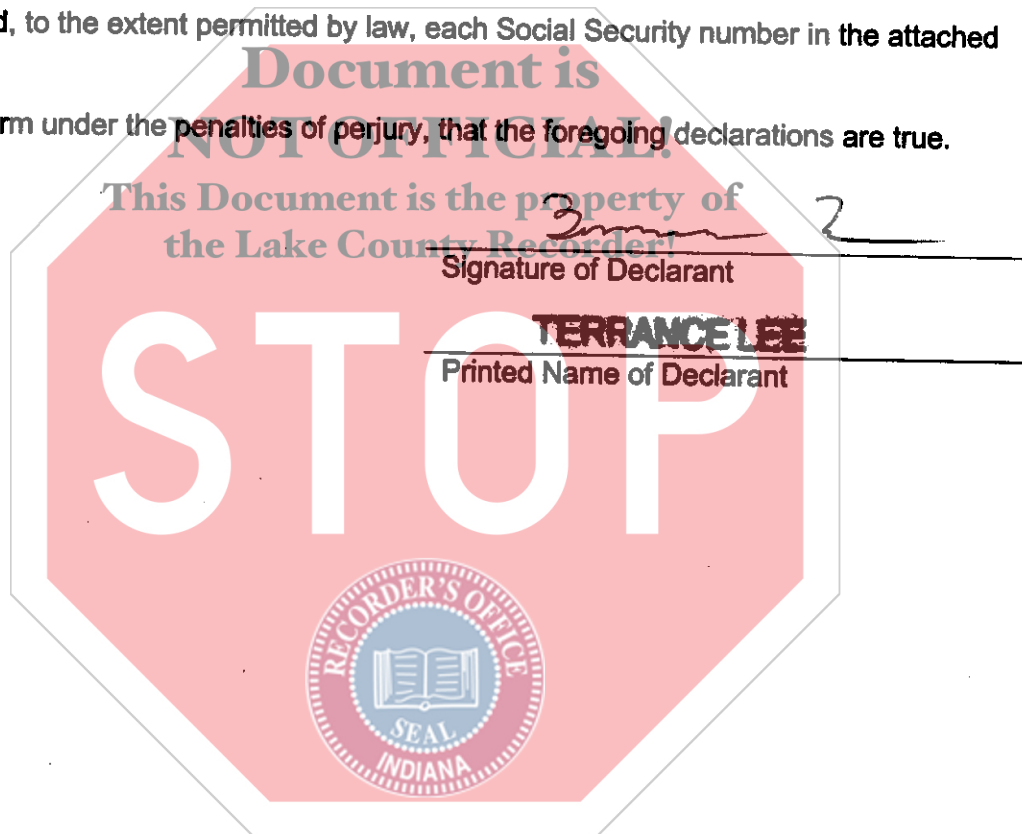 d, to the extent permitted by law, each Social Security number in the attached
Document is
rm under the penalties of perjury, that the foregoing declarations are true.
NOT OFFICIAL!
This Document is the property of
the Lake County Recorder!
Signature of Declarant
TERRANCE LEE
Printed Name of Declarant
STOP
RECORDER'S OFFICE
SEAL
INDIANA